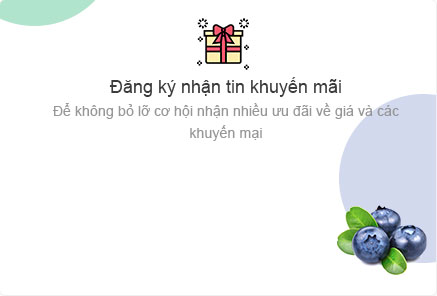 Đăng ký nhận tin khuyến mãi
Để không bỏ lỡ cơ hội nhận nhiều ưu đãi về giá và các
khuyến mại